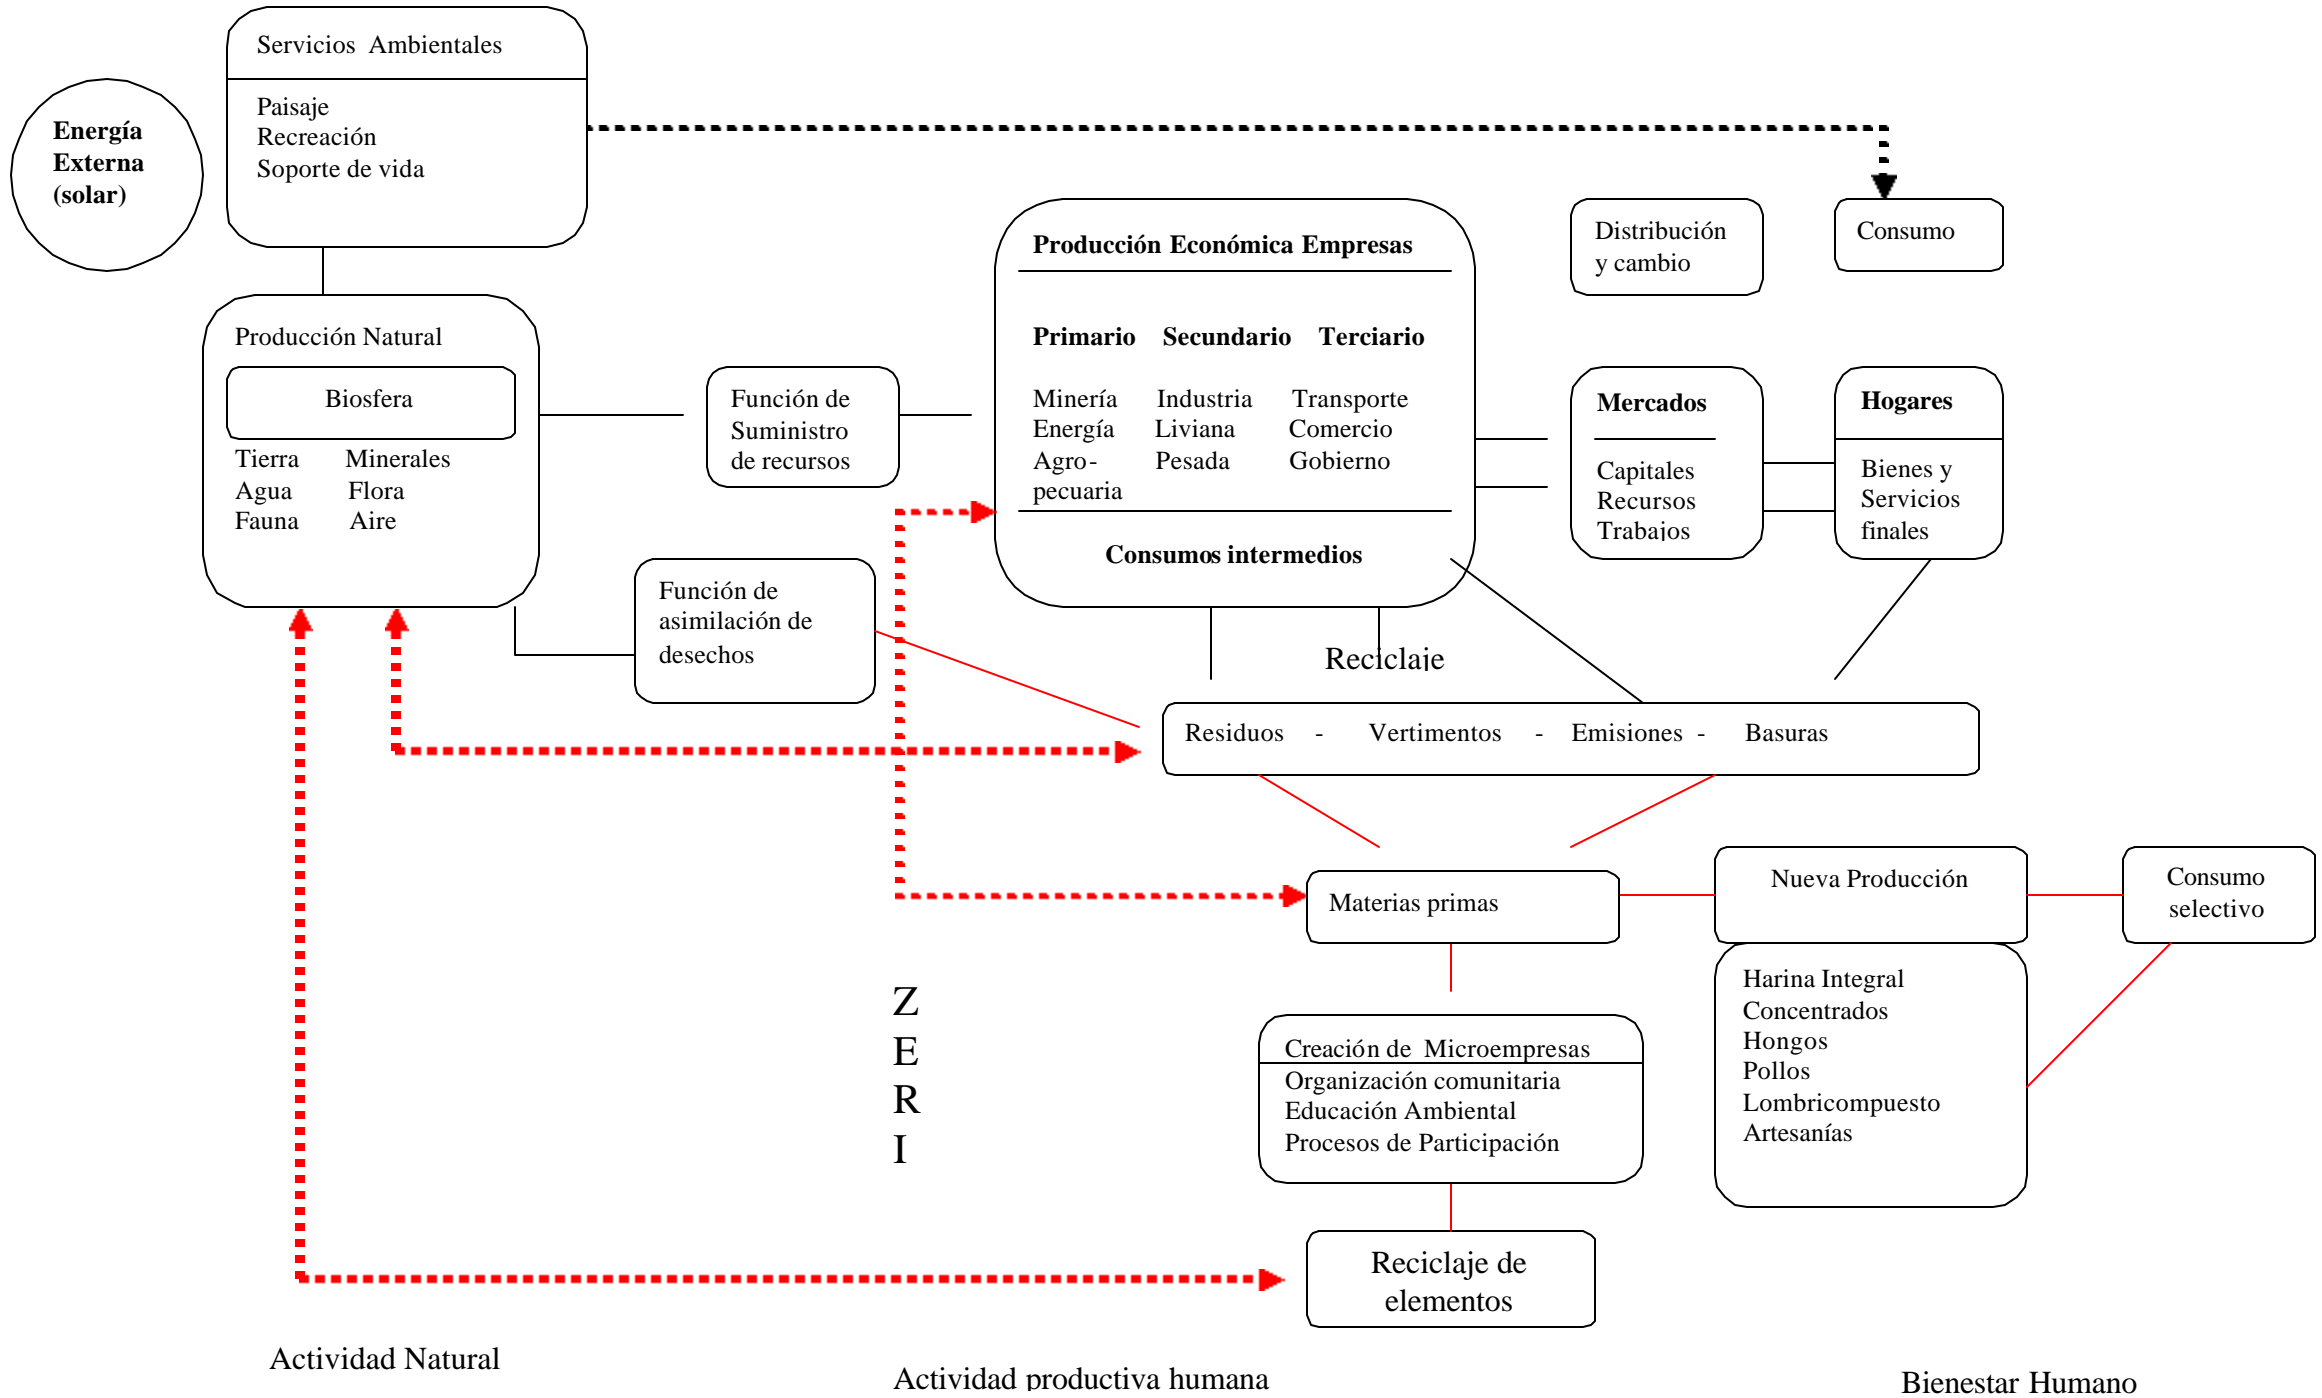 Servicios Ambientales
Paisaje
Recreación
Soporte de vida
Energía
Externa
(solar)
Producción Natural
Biosfera
Tierra Minerales
Agua Flora
Fauna Aire
Función de
Suministro
de recursos
Función de
asimilación de
desechos
Producción Económica Empresas
Primario Secundario Terciario
Minería Industria Transporte
Energía Liviana Comercio
Agro- Pesada Gobierno
pecuaria
Consumos intermedios
Distribución
y cambio
Consumo
Mercados
Capitales
Recursos
Trabajos
Hogares
Bienes y
Servicios
finales
Reciclaje
Residuos - Vertimentos - Emisiones - Basuras
Materias primas
Nueva Producción
Consumo
selectivo
Harina Integral
Concentrados
Hongos
Pollos
Lombricompuesto
Artesanías
Z
E
R
I
Creación de Microempresas
Organización comunitaria
Educación Ambiental
Procesos de Participación
Reciclaje de
elementos
Actividad Natural
Actividad productiva humana
Bienestar Humano